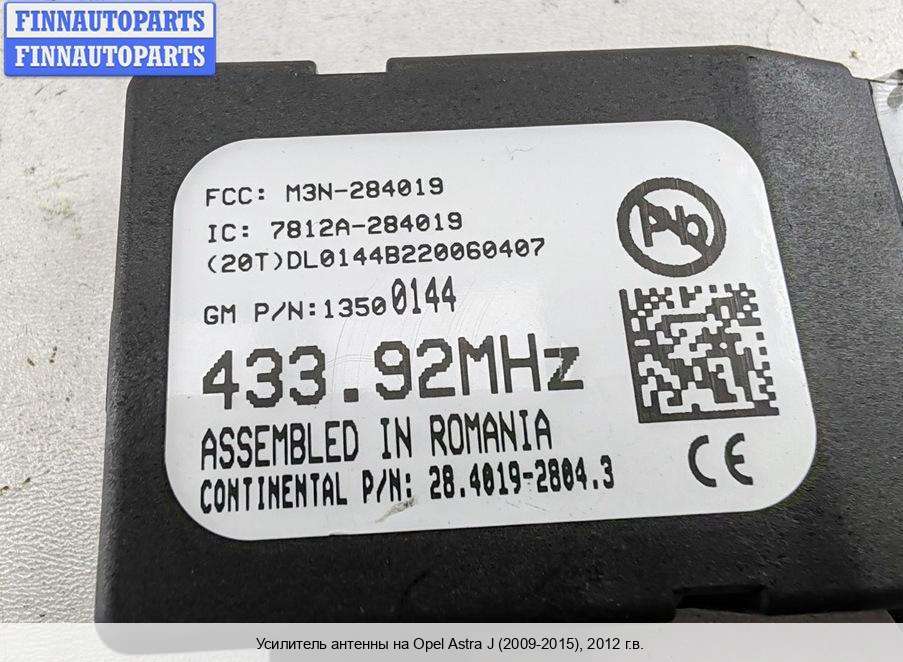 FINNAUTOPARTS
FINNAUTOPARTS
FCC: M3N-284019
IC: 7812A-284019
(20T)DL0144B220060407
GM P/N:13500144
433.92MHz
ASSEMBLED IN ROMANIA
CONTINENTAL P/N: 28.4019-2804.3
Pb
CE
Усилитель антенны на Opel Astra J (2009-2015), 2012 г.в.